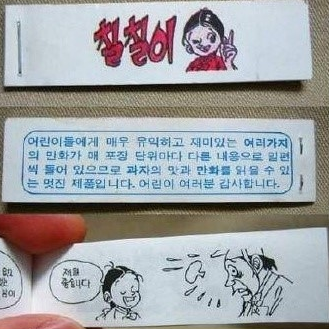 칠칠이
어린이들에게 매우 유익하고 재미있는 여러가지
의 만화가 매 포장 단위마다 다른 내용으로 일편
씩 들어 있으므로 과자의 맛과 만화를 읽을 수 있
는 멋진 제품입니다. 어린이 여러분 감사합니다.
좋습니다